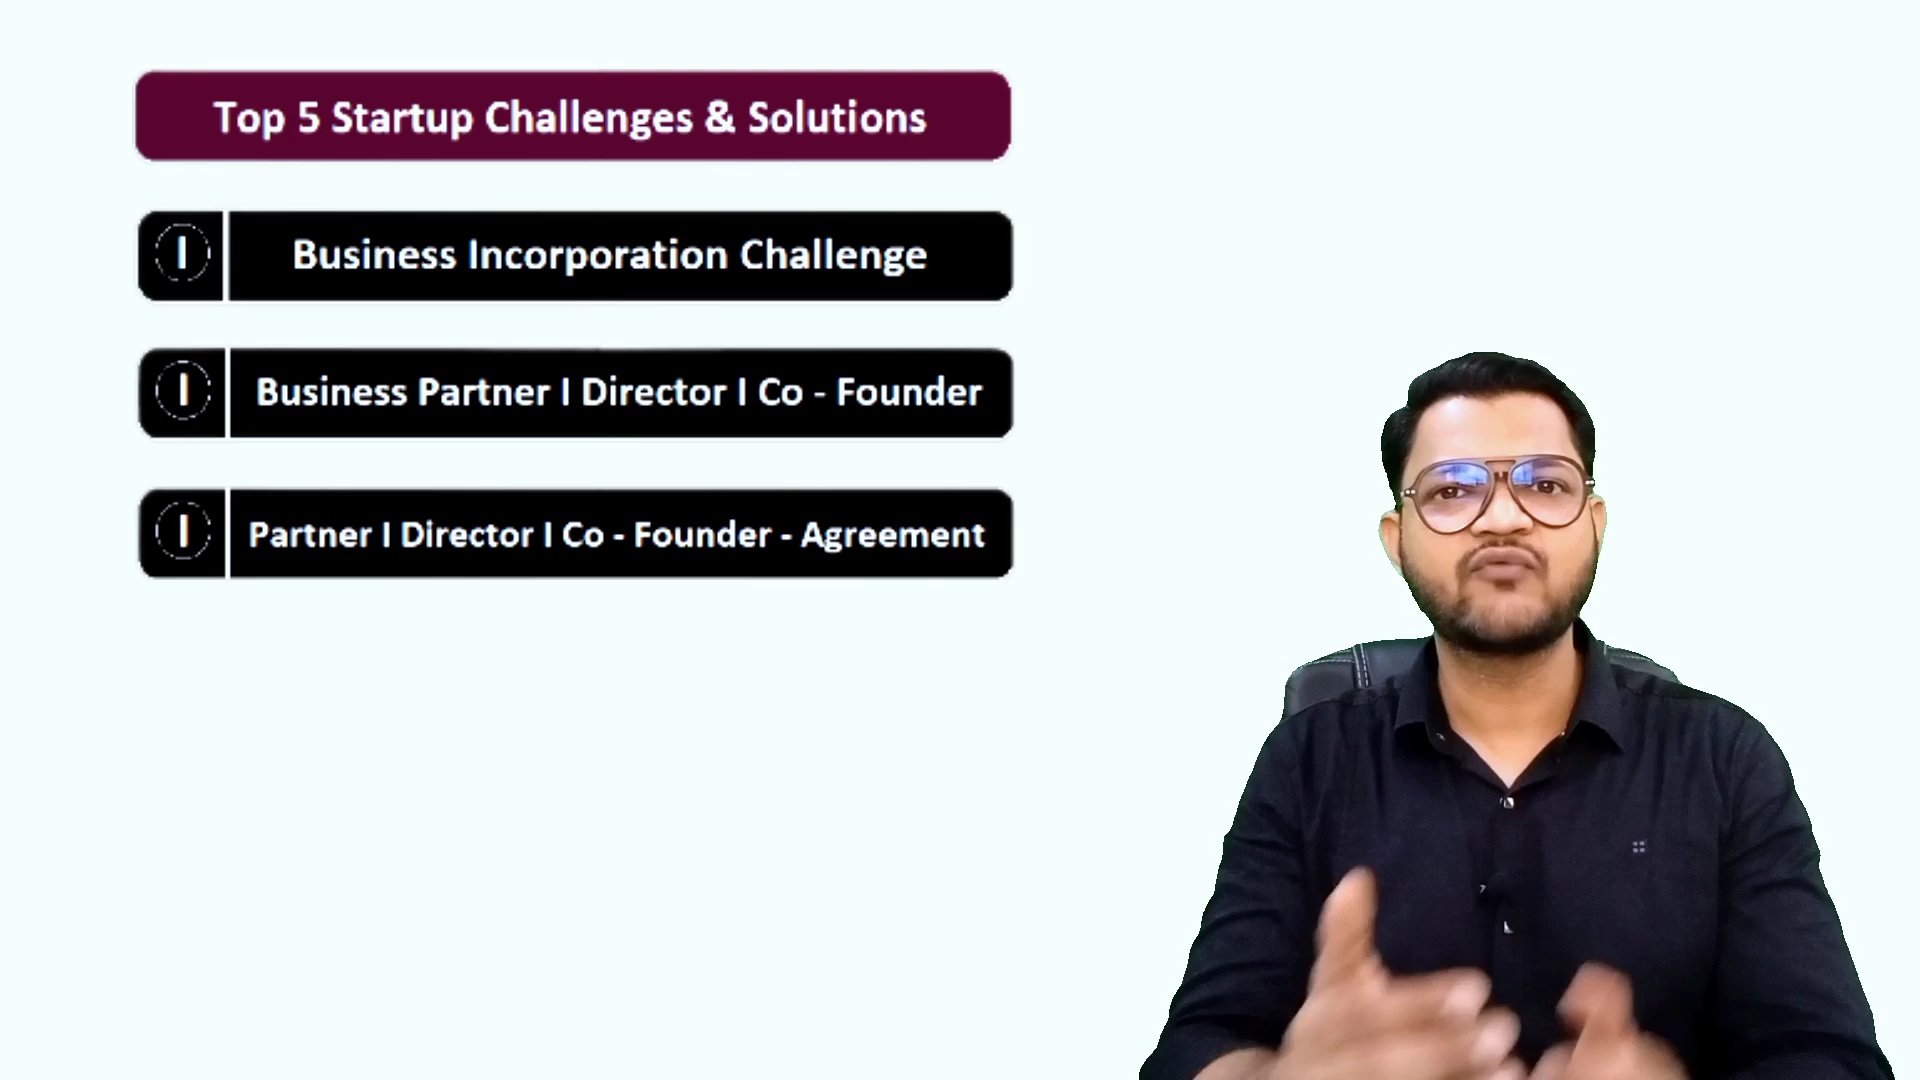 Top 5 Startup Challenges & Solutions
I Business Incorporation Challenge
I Business Partner I Director I Co - Founder
I Partner I Director I Co - Founder - Agreement